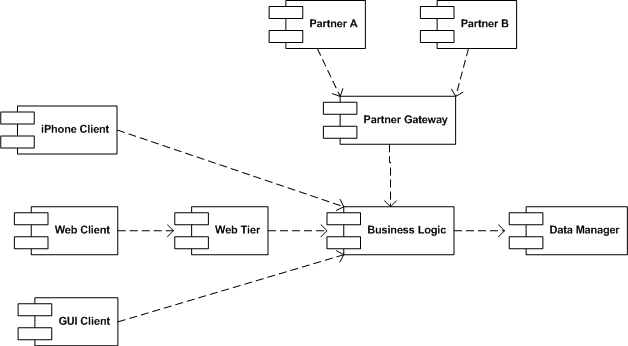 Partner A
Partner B
Partner Gateway
iPhone Client
Web Client
Web Tier
Business Logic
Data Manager
GUI Client